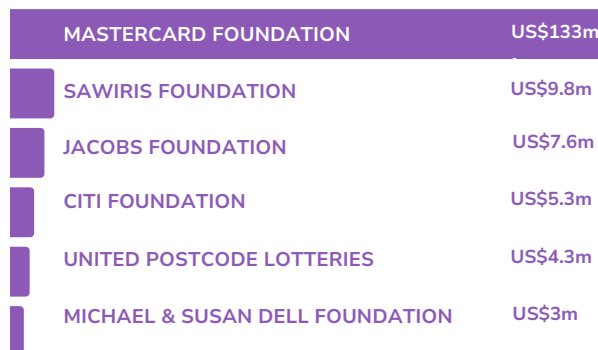 MASTERCARD FOUNDATION US$133m
SAWIRIS FOUNDATION US$9.8m
JACOBS FOUNDATION US$7.6m
CITI FOUNDATION US$5.3m
UNITED POSTCODE LOTTERIES US$4.3m
MICHAEL & SUSAN DELL FOUNDATION US$3m